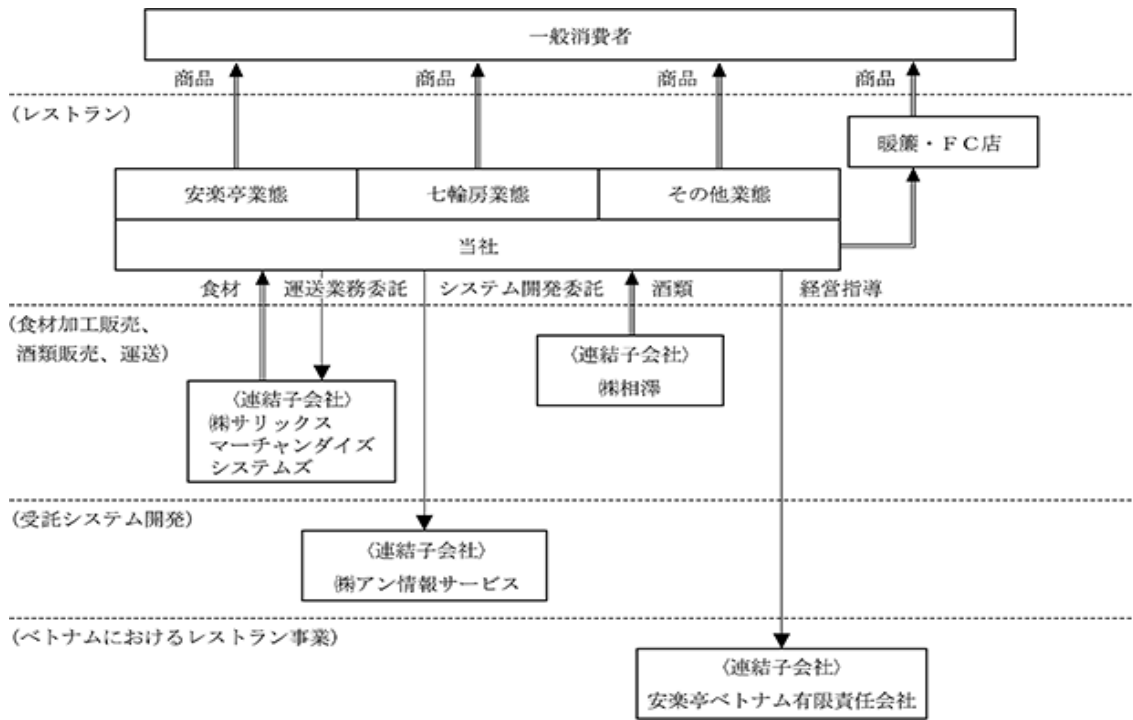 一般消費者
商品
商品
商品
商品
(レストラン)
暖簾・ＦＣ店
安楽亭業態
七輪房業態
その他業態
当社
食材
運送業務委託
システム開発委託
酒類
経営指導
(食材加工販売、
酒類販売、運送)
〈連結子会社〉
㈱相澤
〈連結子会社〉
㈱サリックス
マーチャンダイズ
システムズ
(受託システム開発)
〈連結子会社〉
㈱アン情報サービス
(ベトナムにおけるレストラン事業)
〈連結子会社〉
安楽亭ベトナム有限責任会社